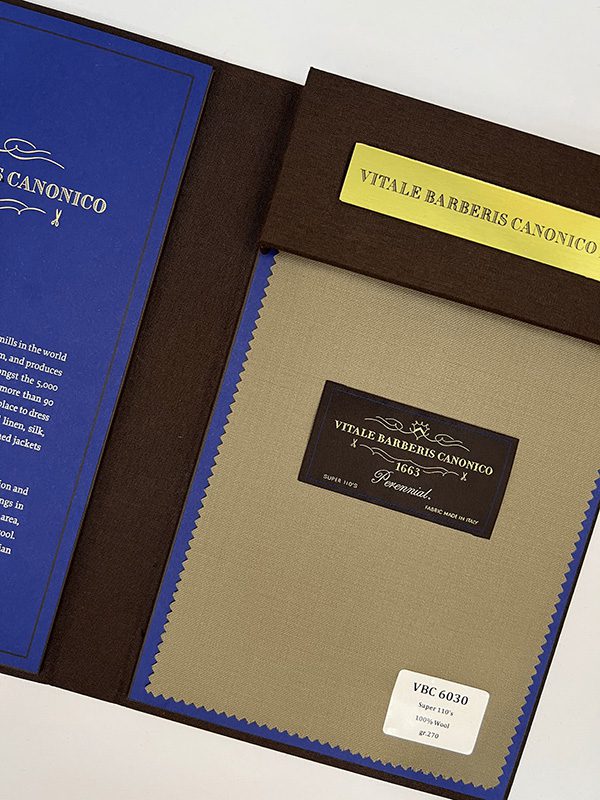 S CANONICO
mills in the world
, and produces
ngst the 5,000
more than 90
place to dress
linen, silk,
ned jackets
ion and
ngs in
area,
ool.
ian
VITALE BARBERIS CANONICO
VITALE BARBERIS CANONICO
1663
Perennial.
SUPER 110'S
FABRIC MADE IN ITALY
VBC 6030
Super 110's
100% Wool
gr.270